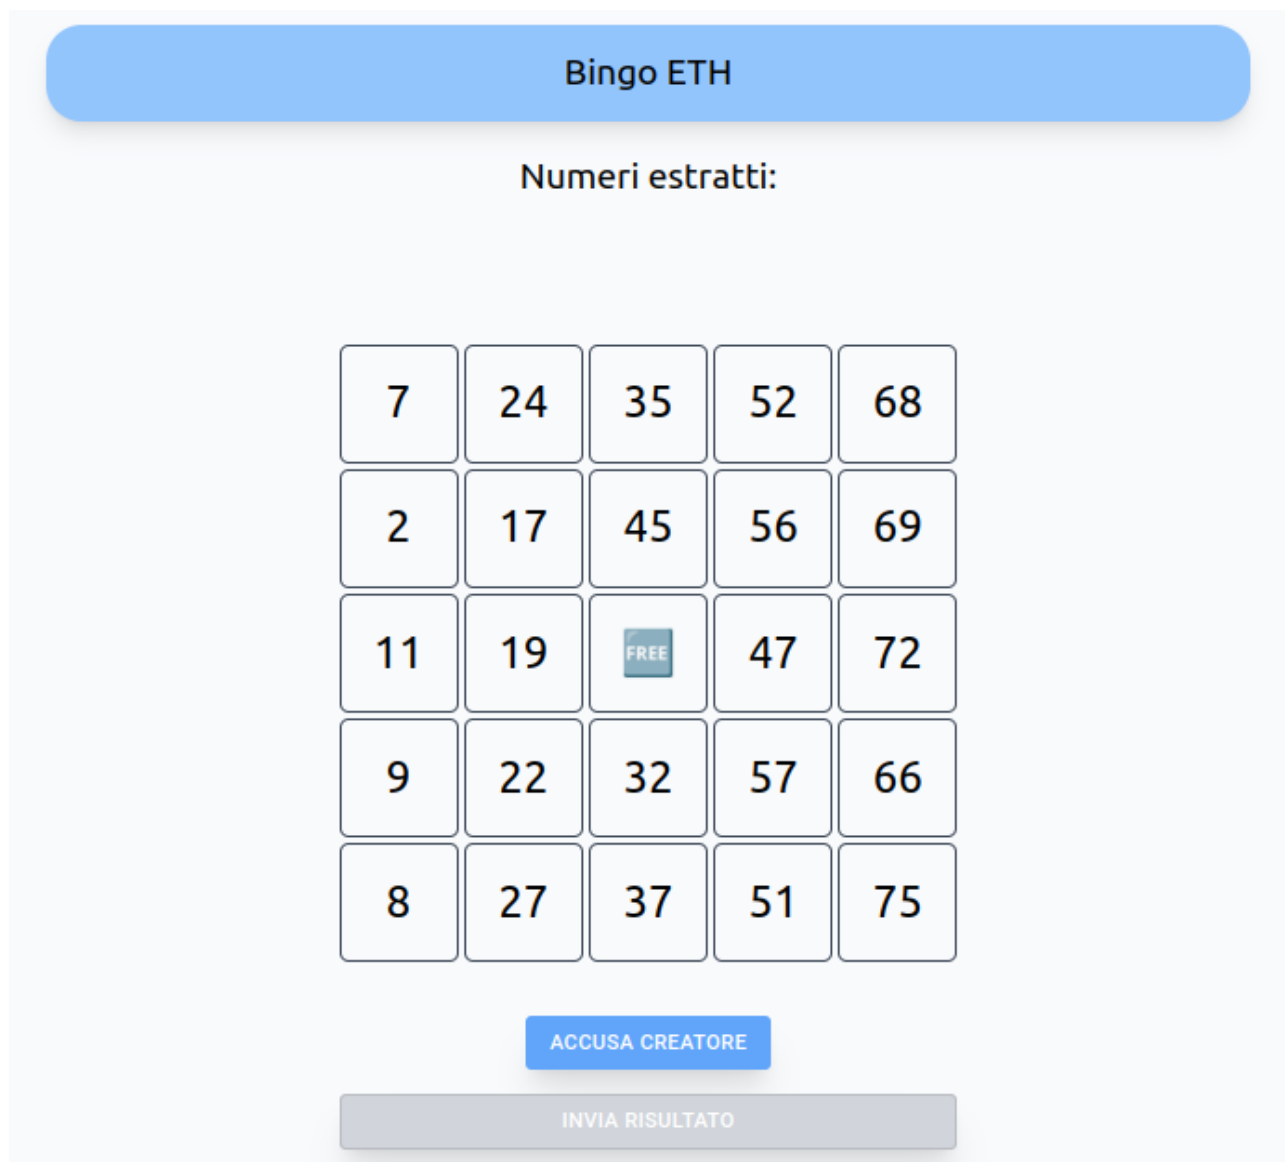 Bingo ETH
Numeri estratti:
7 24 35 52 68
2 17 45 56 69
11 19 FREE 47 72
9 22 32 57 66
8 27 37 51 75
ACCUSA CREATORE
INVIA RISULTATO